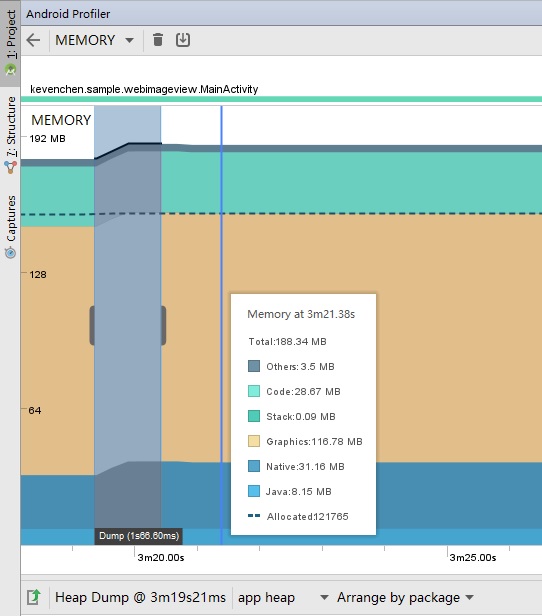 Android Profiler
1: Project
MEMORY
kevenchen.sample.webimageview.MainActivity
MEMORY
192 MB
7: Structure
Captures
128
64
Memory at 3m21.38s
Total:188.34 MB
Others:3.5 MB
Code:28.67 MB
Stack:0.09 MB
Graphics:116.78 MB
Native:31.16 MB
Java:8.15 MB
Allocated:121765
Dump (1s66.60ms)
3m20.00s
3m25.00s
Heap Dump @ 3m19s21ms
app heap
Arrange by package